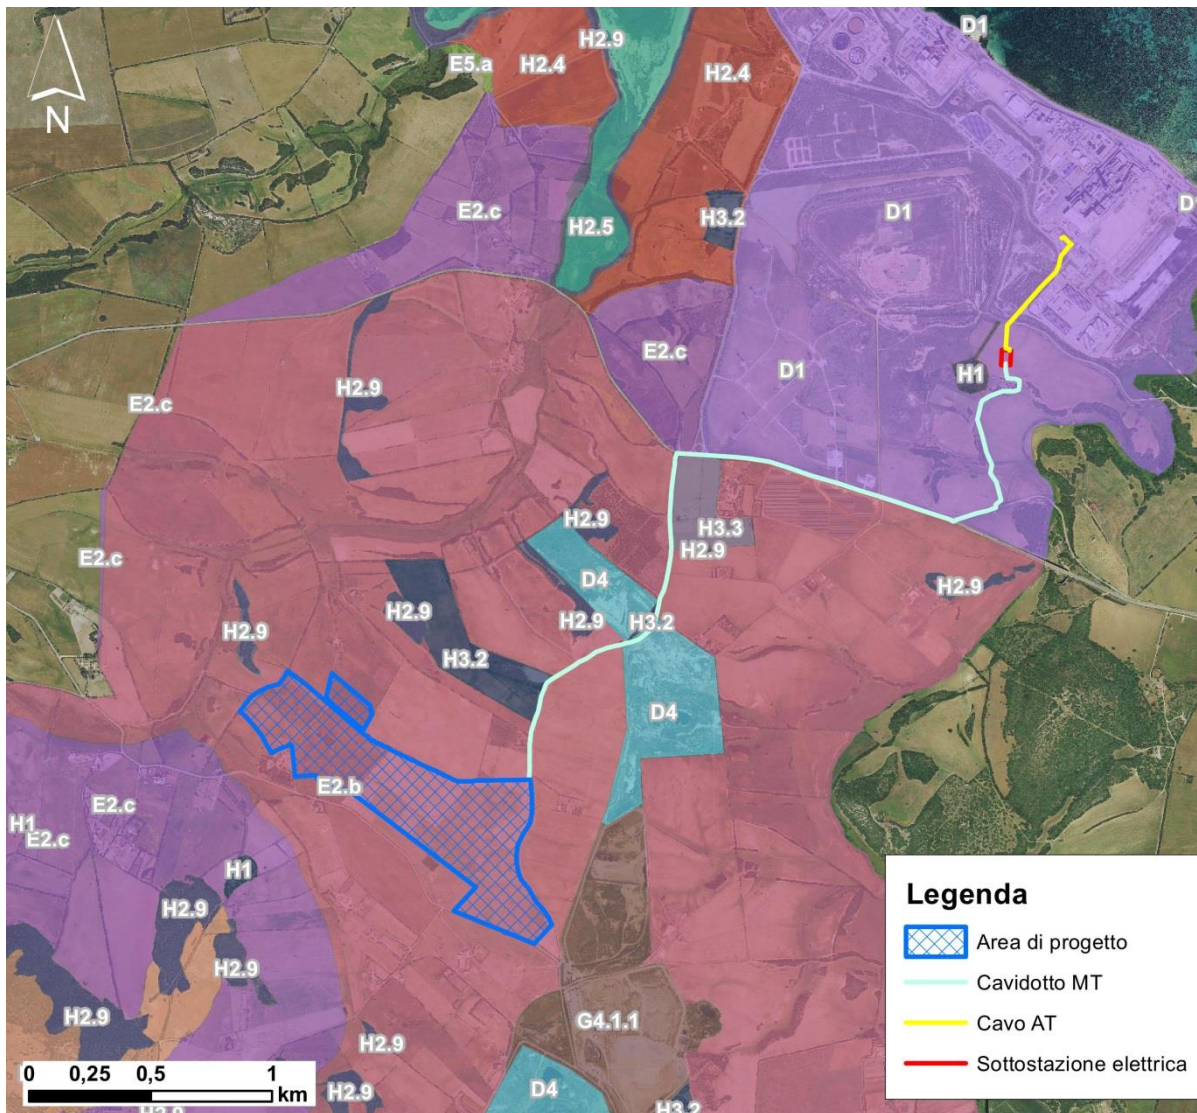 N
D1
H2.9
H2.4
E5.a
H2.4
D1
E2.c
H3.2
D1
H2.5
E2.c
D1
H1
H2.9
E2.c
H2.9
H3.3
H2.9
E2.c
D4
H2.9
H2.9
H2.9
H3.2
H2.9
H3.2
D4
E2.b
E2.c
H1
E2.c
H1
H2.9
H2.9
H2.9
G4.1.1
H2.9
D4
H2.9
H3.2
H2.9
0 0,25 0,5 1
km
Legenda
Area di progetto
Cavidotto MT
Cavo AT
Sottostazione elettrica